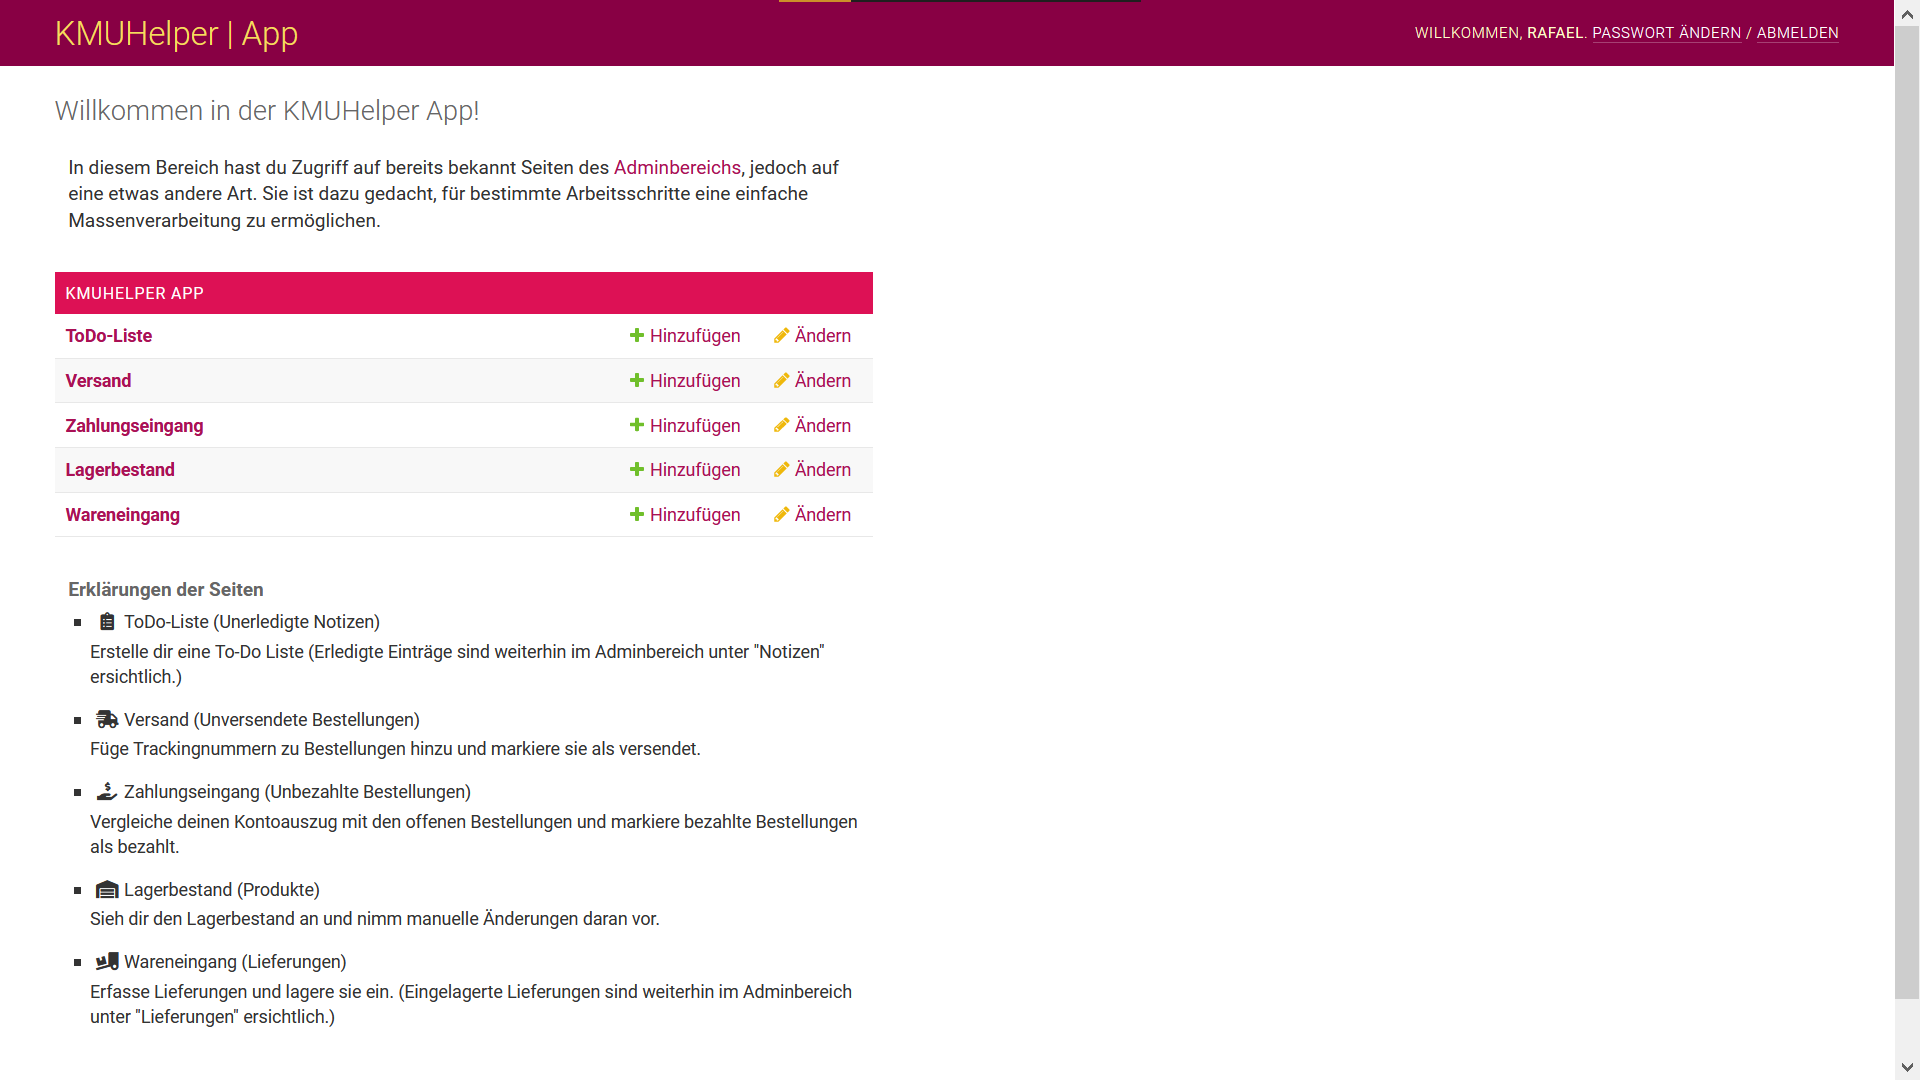 KMUHelper | App
WILLKOMMEN, RAFAEL. PASSWORT ÄNDERN / ABMELDEN
Willkommen in der KMUHelper App!
In diesem Bereich hast du Zugriff auf bereits bekannt Seiten des Adminbereichs, jedoch auf
eine etwas andere Art. Sie ist dazu gedacht, für bestimmte Arbeitsschritte eine einfache
Massenverarbeitung zu ermöglichen.
KMUHELPER APP
ToDo-Liste Hinzufügen Ändern
Versand Hinzufügen Ändern
Zahlungseingang Hinzufügen Ändern
Lagerbestand Hinzufügen Ändern
Wareneingang Hinzufügen Ändern
Erklärungen der Seiten
ToDo-Liste (Unerledigte Notizen)
Erstelle dir eine To-Do Liste (Erledigte Einträge sind weiterhin im Adminbereich unter "Notizen"
ersichtlich.)
Versand (Unversendete Bestellungen)
Füge Trackingnummern zu Bestellungen hinzu und markiere sie als versendet.
Zahlungseingang (Unbezahlte Bestellungen)
Vergleiche deinen Kontoauszug mit den offenen Bestellungen und markiere bezahlte Bestellungen
als bezahlt.
Lagerbestand (Produkte)
Sieh dir den Lagerbestand an und nimm manuelle Änderungen daran vor.
Wareneingang (Lieferungen)
Erfasse Lieferungen und lagere sie ein. (Eingelagerte Lieferungen sind weiterhin im Adminbereich
unter "Lieferungen" ersichtlich.)